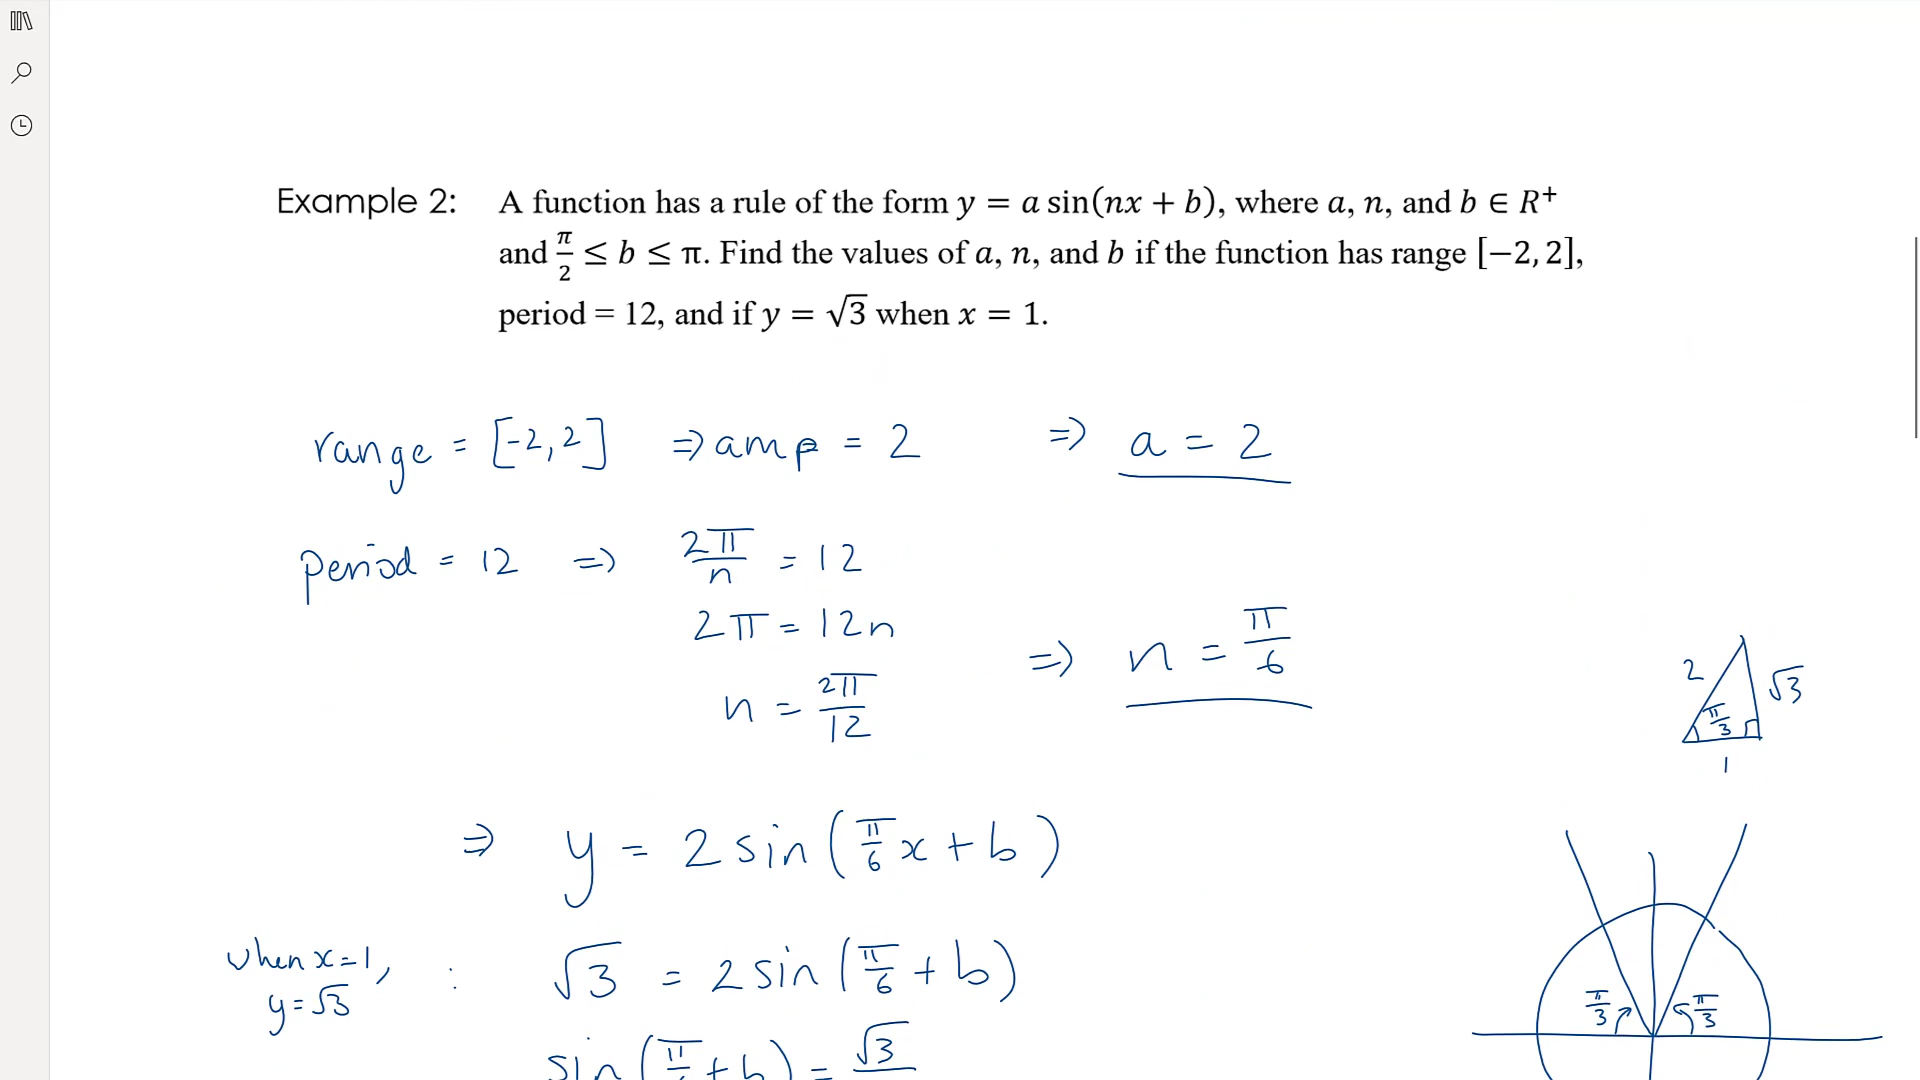 Example 2: A function has a rule of the form y = a sin(nx + b), where a, n, and b ∈ R⁺
and π/2 ≤ b ≤ π. Find the values of a, n, and b if the function has range [−2, 2],
period = 12, and if y = √3 when x = 1.
range = [-2, 2] ⇒ amp = 2 ⇒ a = 2
period = 12 ⇒ 2π/n = 12
2π = 12n
n = 2π/12 ⇒ n = π/6
2 √3
π/3
1
⇒ y = 2 sin(π/6 x + b)
when x=1, : √3 = 2 sin(π/6 + b)
y=√3
π/3 π/3
sin(π/6 + b) = √3